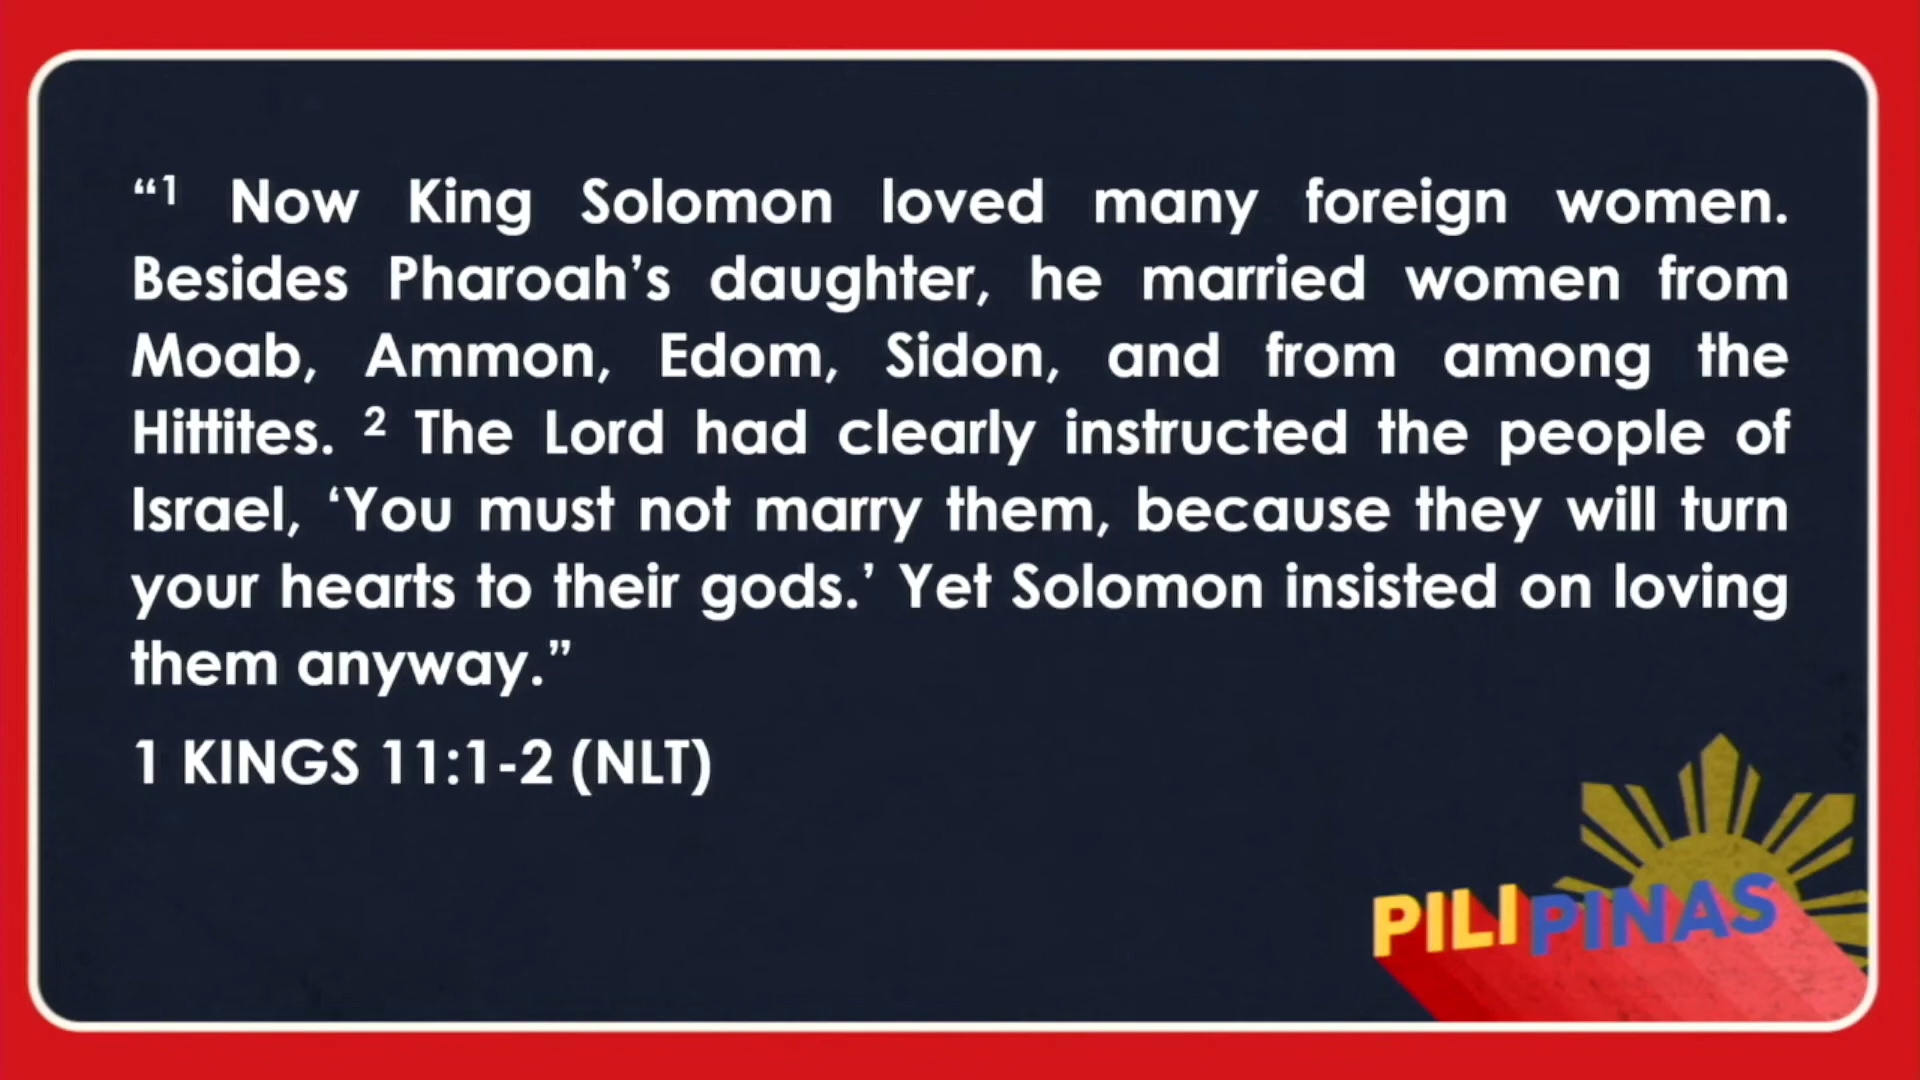 “¹ Now King Solomon loved many foreign women.
Besides Pharoah’s daughter, he married women from
Moab, Ammon, Edom, Sidon, and from among the
Hittites. ² The Lord had clearly instructed the people of
Israel, ‘You must not marry them, because they will turn
your hearts to their gods.’ Yet Solomon insisted on loving
them anyway.”
1 KINGS 11:1-2 (NLT)
PILIPINAS